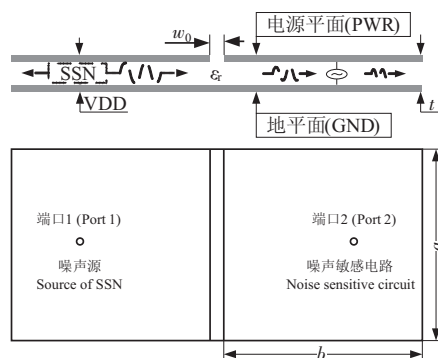 w0
电源平面(PWR)
SSN
εr
VDD
地平面(GND)
t
端口1 (Port 1)
噪声源
Source of SSN
端口2 (Port 2)
噪声敏感电路
Noise sensitive circuit
a
b